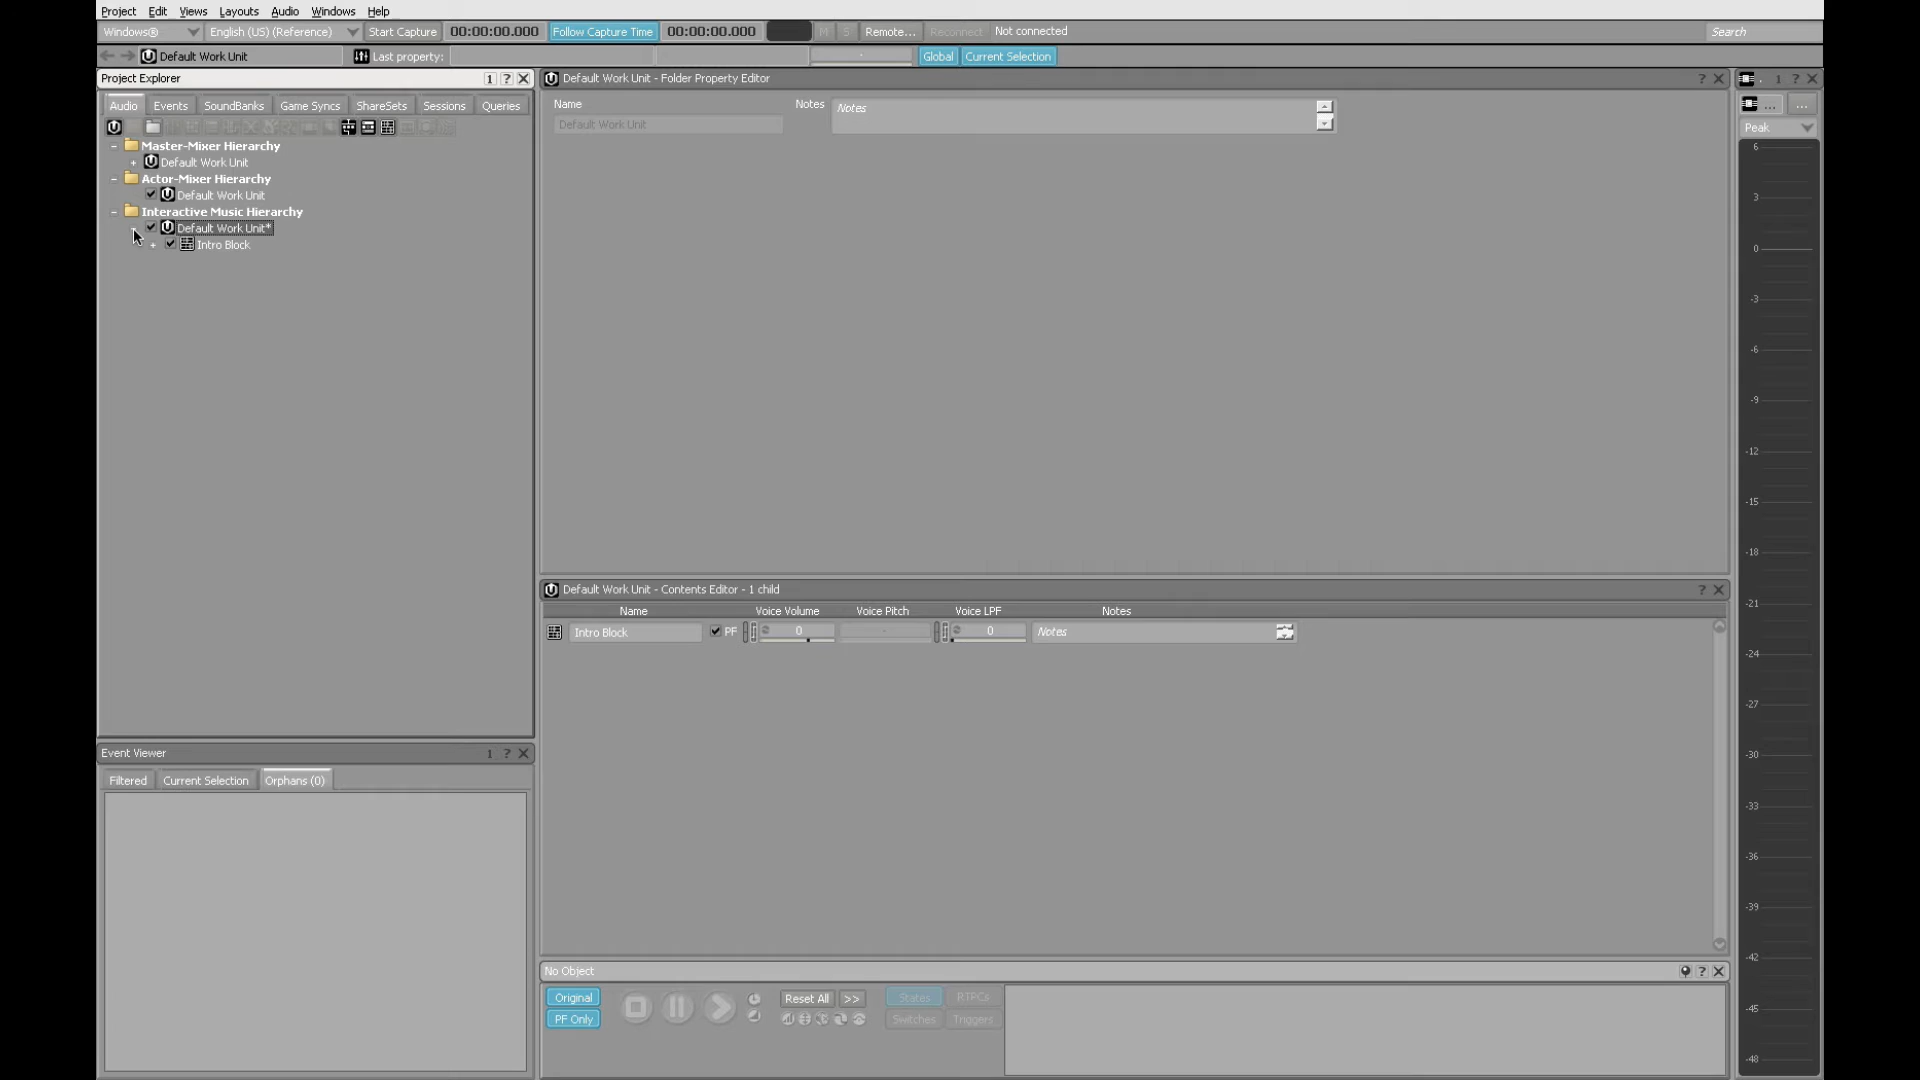 Project Edit Views Layouts Audio Windows Help
Windows® English (US) (Reference) Start Capture 00:00:00.000 Follow Capture Time 00:00:00.000 M S Remote... Reconnect Not connected Search
Default Work Unit Last property: Global Current Selection
Project Explorer 1 ?
Audio Events SoundBanks Game Syncs ShareSets Sessions Queries
Master-Mixer Hierarchy
Default Work Unit
Actor-Mixer Hierarchy
Default Work Unit
Interactive Music Hierarchy
Default Work Unit*
Intro Block
Event Viewer 1 ?
Filtered Current Selection Orphans (0)
Default Work Unit - Folder Property Editor ?
Name Notes Notes
Default Work Unit
Default Work Unit - Contents Editor - 1 child ?
Name Voice Volume Voice Pitch Voice LPF Notes
Intro Block PF 0 - 0 Notes
No Object ?
Original Reset All >> States RTPCs
PF Only Switches Triggers
. 1 ?
... ...
Peak
6
3
0
-3
-6
-9
-12
-15
-18
-21
-24
-27
-30
-33
-36
-39
-42
-45
-48